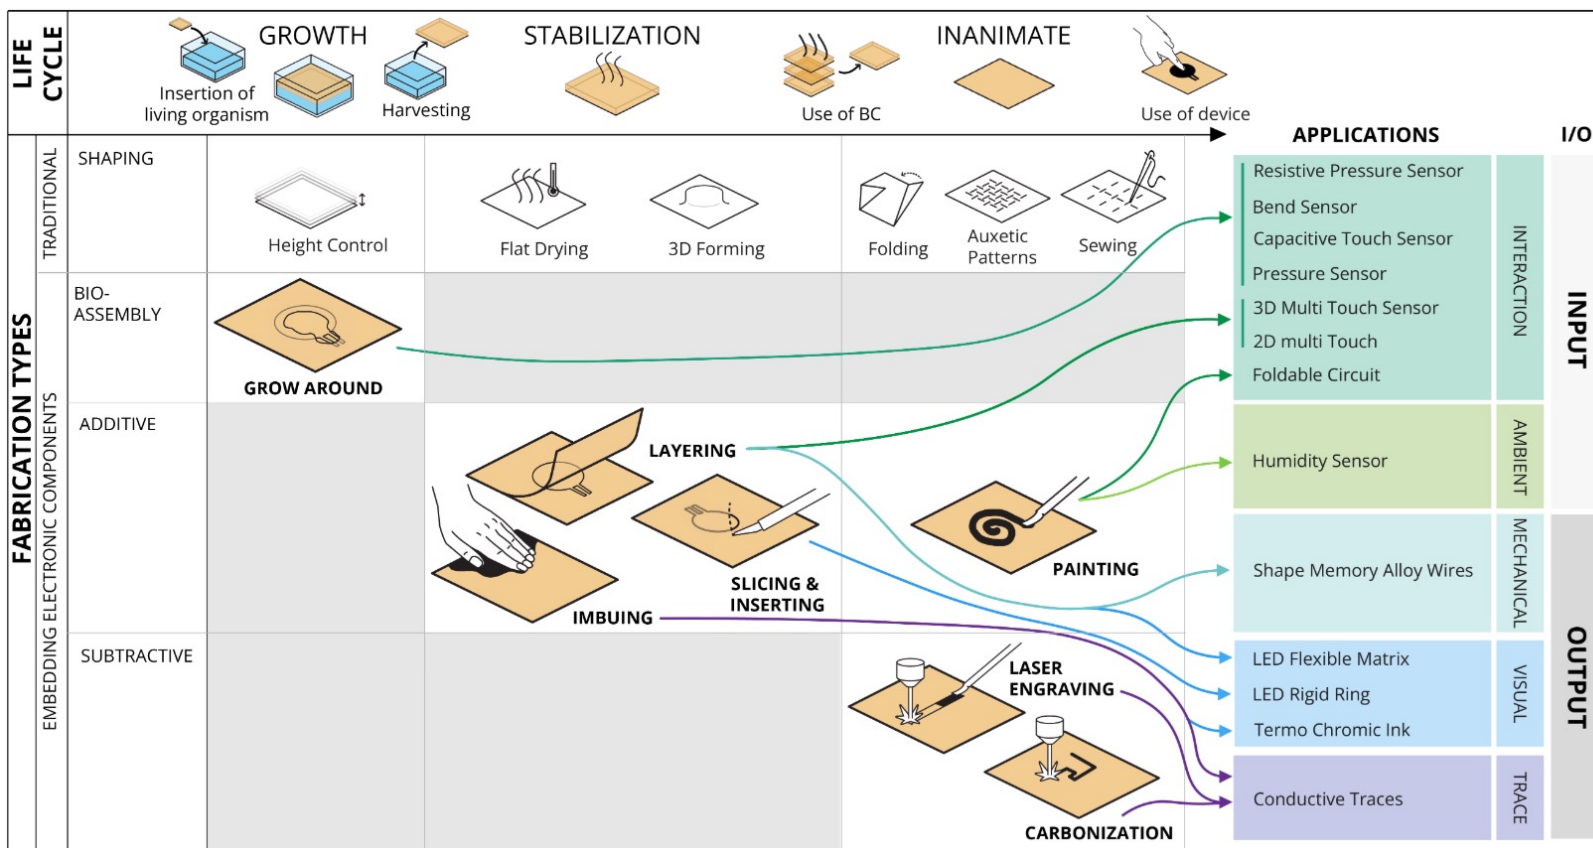 LIFE
CYCLE
GROWTH
STABILIZATION
INANIMATE
Insertion of
living organism
Harvesting
Use of BC
Use of device
APPLICATIONS
I/O
FABRICATION TYPES
TRADITIONAL
SHAPING
Height Control
Flat Drying
3D Forming
Folding
Auxetic
Patterns
Sewing
EMBEDDING ELECTRONIC COMPONENTS
BIO-
ASSEMBLY
GROW AROUND
ADDITIVE
LAYERING
SLICING &
INSERTING
IMBUING
PAINTING
SUBTRACTIVE
LASER
ENGRAVING
CARBONIZATION
Resistive Pressure Sensor
Bend Sensor
Capacitive Touch Sensor
Pressure Sensor
3D Multi Touch Sensor
2D multi Touch
Foldable Circuit
INTERACTION
Humidity Sensor
AMBIENT
INPUT
Shape Memory Alloy Wires
MECHANICAL
LED Flexible Matrix
LED Rigid Ring
Termo Chromic Ink
VISUAL
Conductive Traces
TRACE
OUTPUT